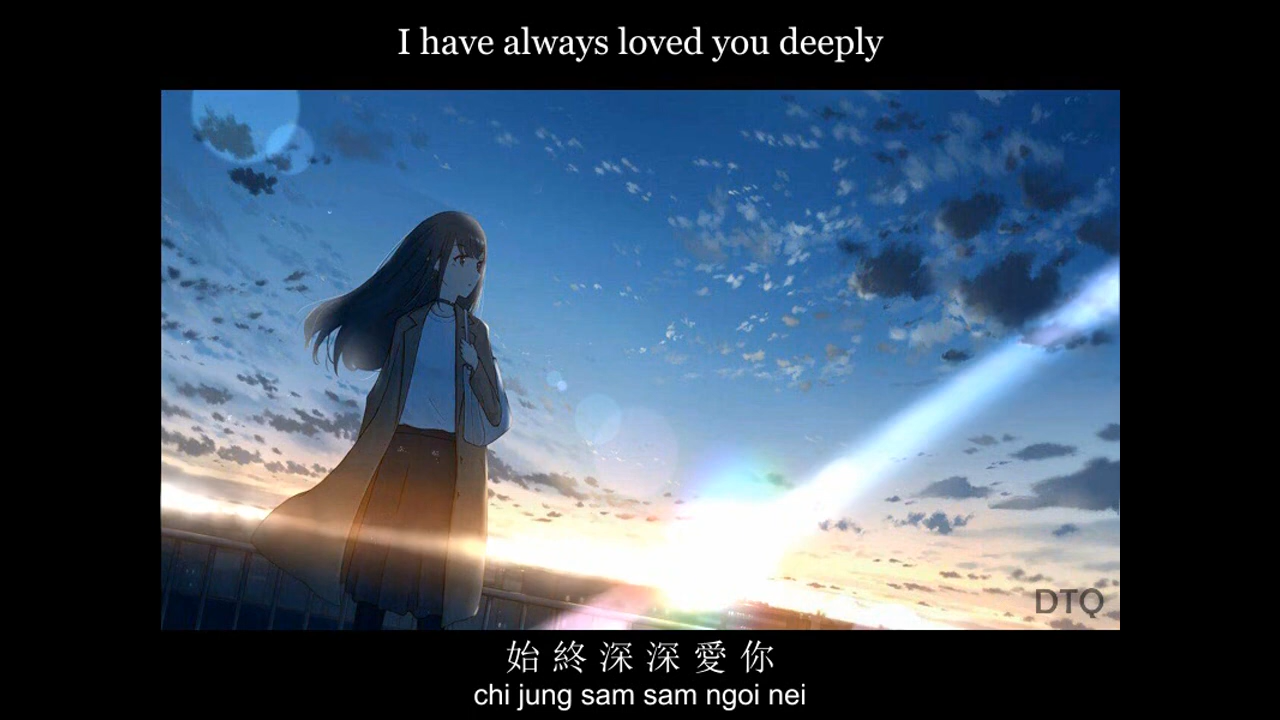 I have always loved you deeply
DTQ
始終深深愛你
chi jung sam sam ngoi nei